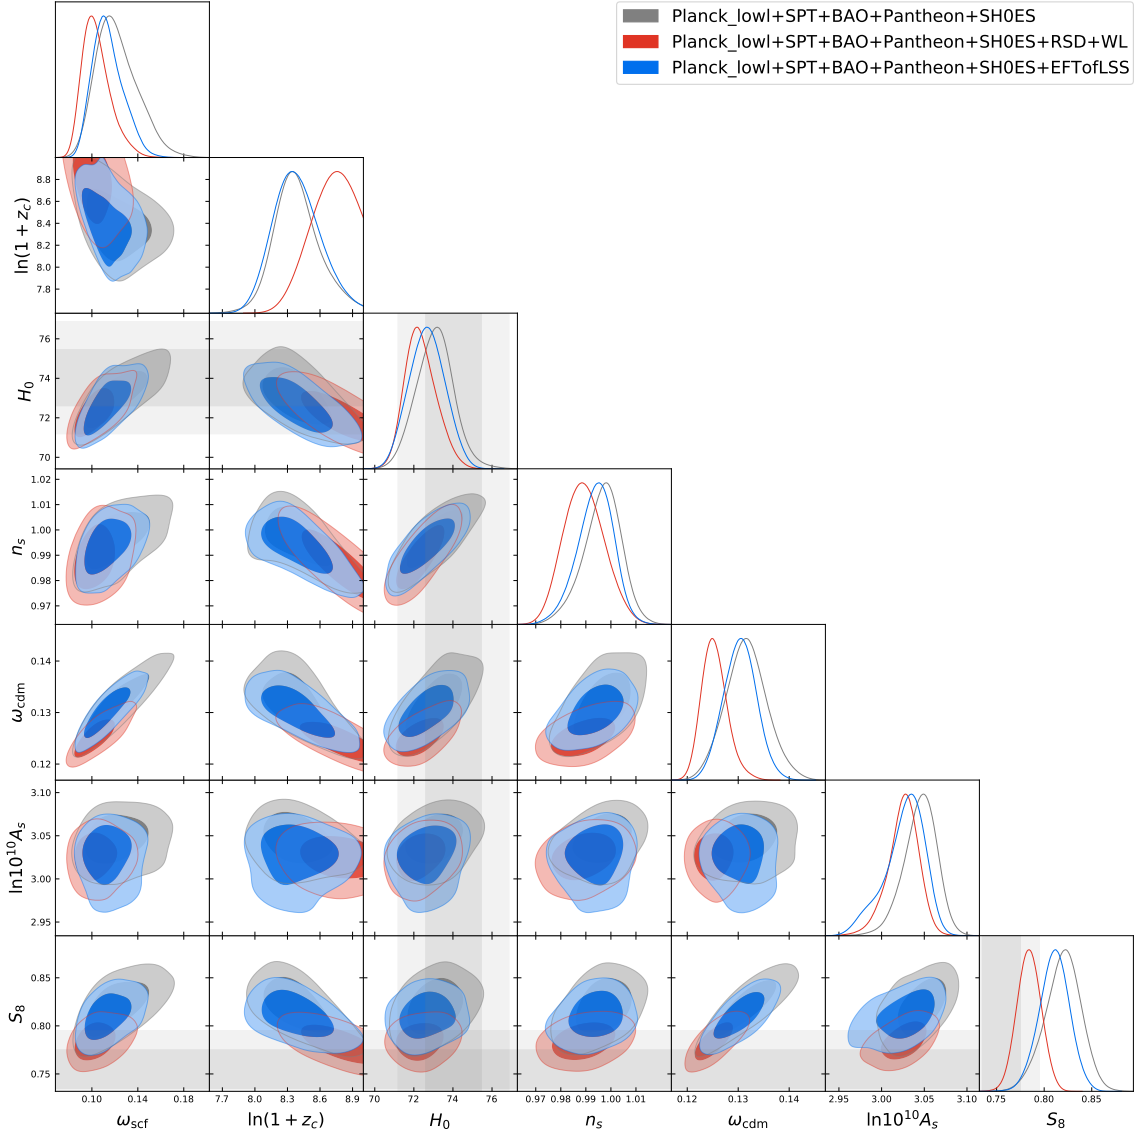 Planck_lowl+SPT+BAO+Pantheon+SH0ES
Planck_lowl+SPT+BAO+Pantheon+SH0ES+RSD+WL
Planck_lowl+SPT+BAO+Pantheon+SH0ES+EFTofLSS
ln(1 + z_c)
8.8
8.6
8.4
8.2
8.0
7.8
H_0
76
74
72
70
n_s
1.02
1.01
1.00
0.99
0.98
0.97
ω_cdm
0.14
0.13
0.12
ln10^{10}A_s
3.10
3.05
3.00
2.95
S_8
0.85
0.80
0.75
0.10 0.14 0.18
7.7 8.0 8.3 8.6 8.9
70 72 74 76
0.97 0.98 0.99 1.00 1.01
0.12 0.13 0.14
2.95 3.00 3.05 3.10
0.75 0.80 0.85
ω_scf
ln(1 + z_c)
H_0
n_s
ω_cdm
ln10^{10}A_s
S_8